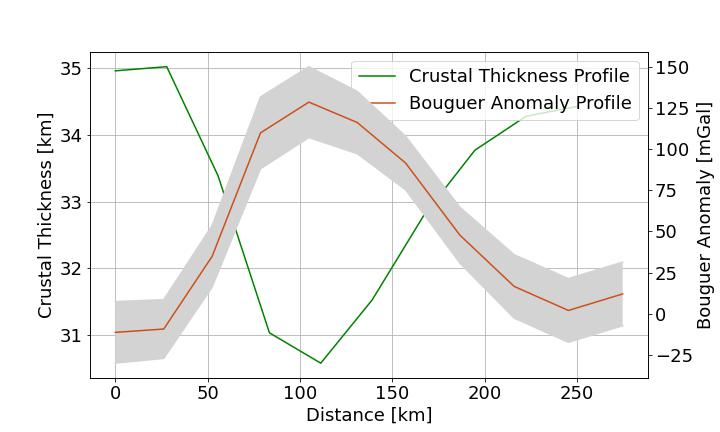 Crustal Thickness Profile
Bouguer Anomaly Profile
Crustal Thickness [km]
35
34
33
32
31
150
125
100
75
50
25
0
−25
Bouguer Anomaly [mGal]
0 50 100 150 200 250
Distance [km]